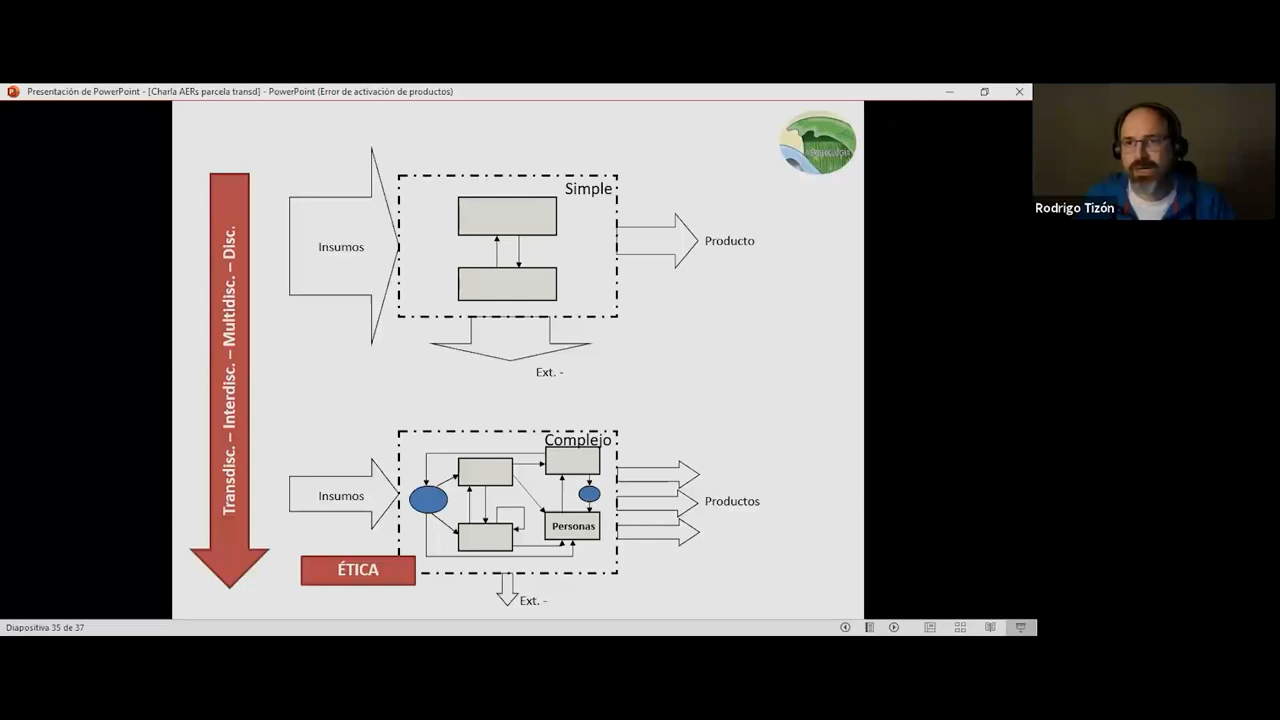 Presentación de PowerPoint - [Charla AERs parcela transd] - PowerPoint (Error de activación de productos)
Simple
Insumos
Producto
Ext. -
Transdisc. – Interdisc. – Multidisc. – Disc.
Complejo
Insumos
Personas
Productos
ÉTICA
Ext. -
Diapositiva 35 de 37
Rodrigo Tizón